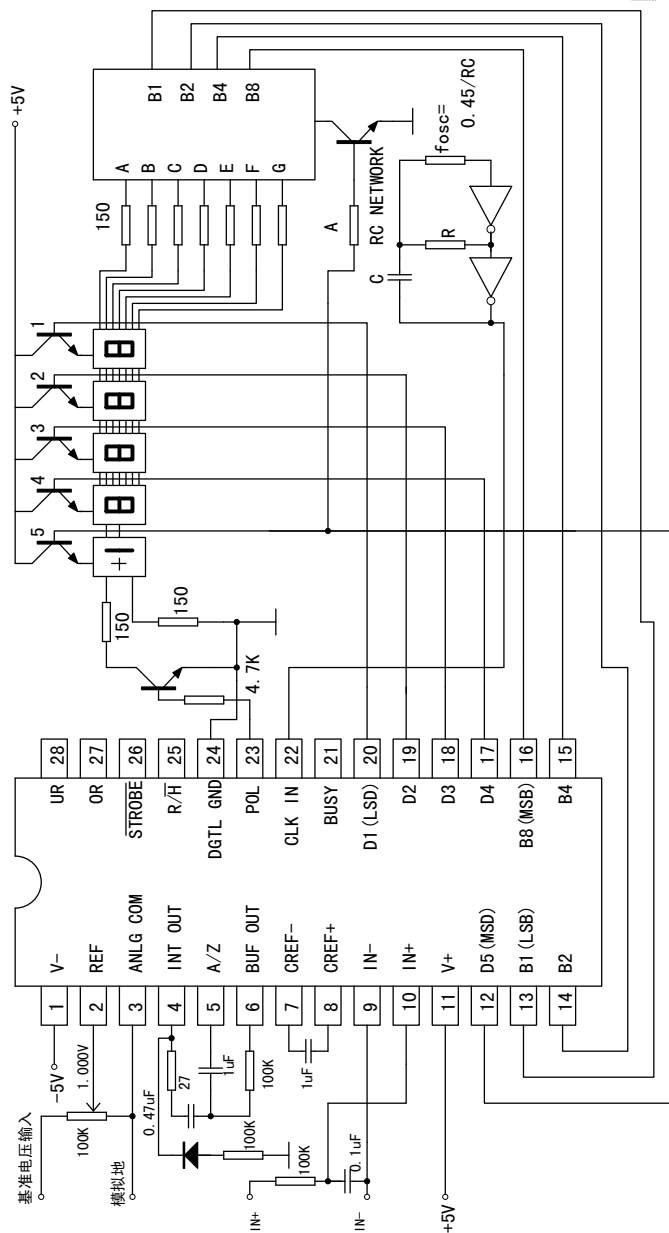 基准电压输入
模拟地
IN+
IN-
+5V
100K
-5V
1.000V
0.47uF
27
1uF
100K
100K
1uF
100K
0.1uF
1
2
3
4
5
6
7
8
9
10
11
12
13
14
V-
REF
ANLG COM
INT OUT
A/Z
BUF OUT
CREF-
CREF+
IN-
IN+
V+
D5(MSD)
B1(LSB)
B2
UR
OR
STROBE
R/H
DGTL GND
POL
CLK IN
BUSY
D1(LSD)
D2
D3
D4
B8(MSB)
B4
28
27
26
25
24
23
22
21
20
19
18
17
16
15
4.7K
150
150
+5V
5
4
3
2
1
150
A
B
C
D
E
F
G
B1
B2
B4
B8
A
RC NETWORK
fosc=
0.45/RC
C
R